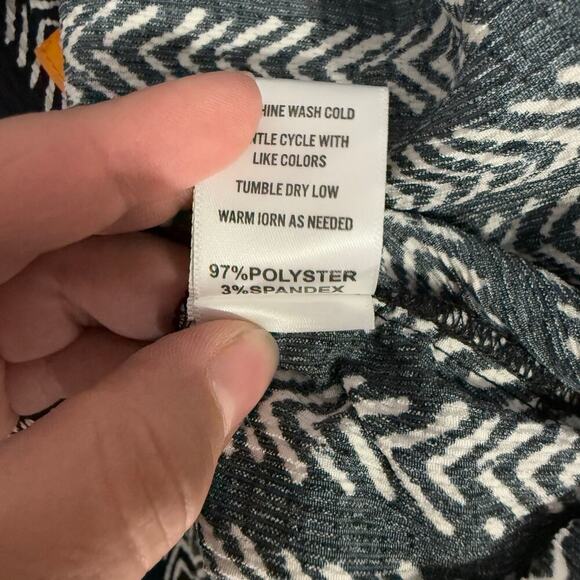 HINE WASH COLD
NTLE CYCLE WITH
LIKE COLORS
TUMBLE DRY LOW
WARM IORN AS NEEDED
97%POLYSTER
3%SPANDEX